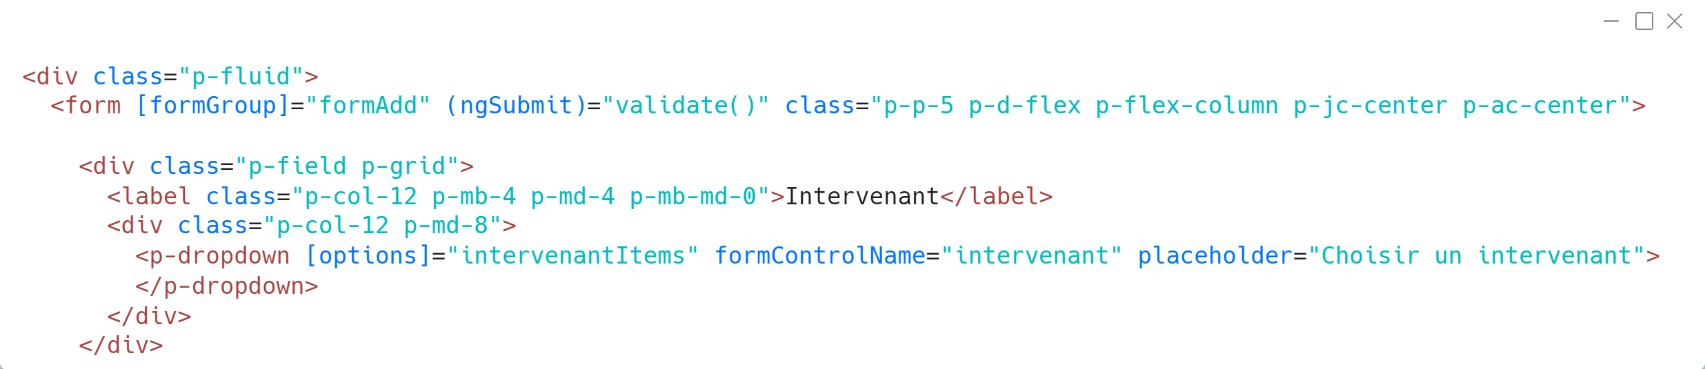 <div class="p-fluid">
  <form [formGroup]="formAdd" (ngSubmit)="validate()" class="p-p-5 p-d-flex p-flex-column p-jc-center p-ac-center">

    <div class="p-field p-grid">
      <label class="p-col-12 p-mb-4 p-md-4 p-mb-md-0">Intervenant</label>
      <div class="p-col-12 p-md-8">
        <p-dropdown [options]="intervenantItems" formControlName="intervenant" placeholder="Choisir un intervenant">
        </p-dropdown>
      </div>
    </div>